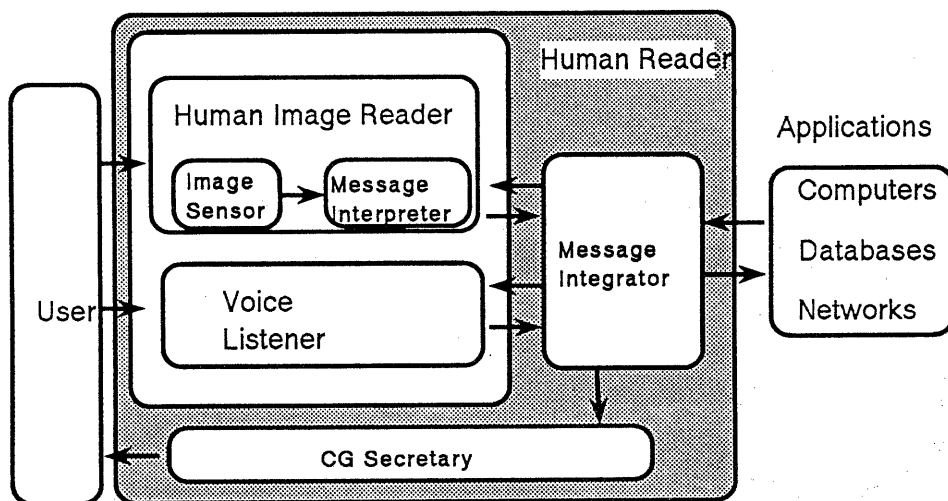 Human Reader
Human Image Reader
Image
Sensor
Message
Interpreter
Applications
Computers
Databases
Networks
Message
Integrator
User
Voice
Listener
CG Secretary